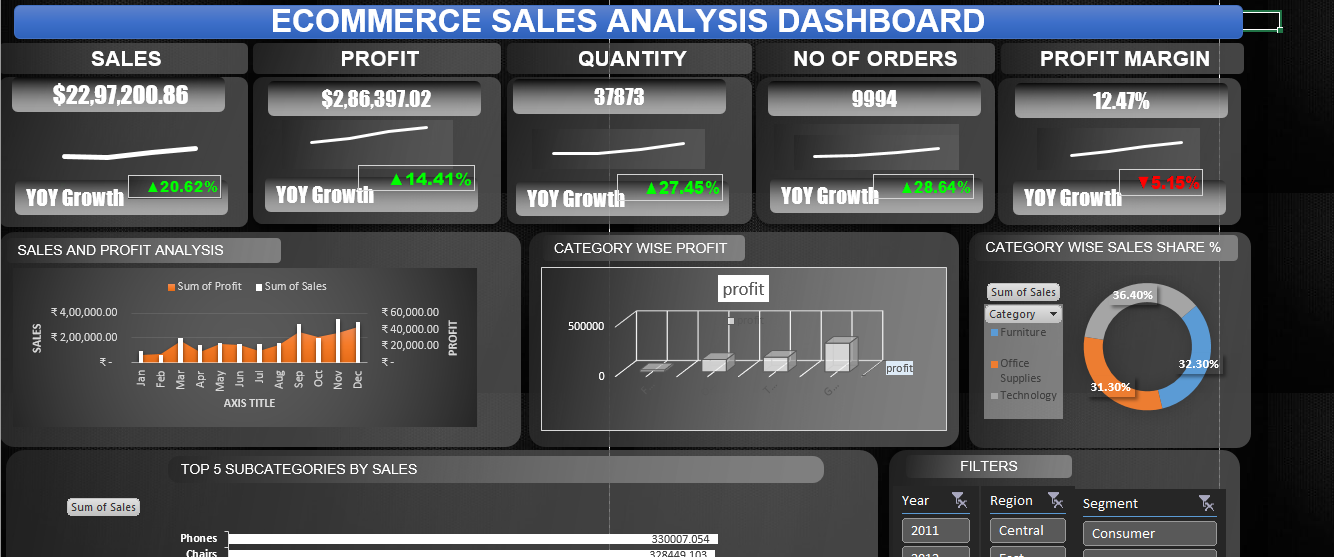 ECOMMERCE SALES ANALYSIS DASHBOARD
SALES
PROFIT
QUANTITY
NO OF ORDERS
PROFIT MARGIN
$22,97,200.86
$2,86,397.02
37873
9994
12.47%
YOY Growth
▲20.62%
YOY Growth
▲14.41%
YOY Growth
▲27.45%
YOY Growth
▲28.64%
YOY Growth
▼5.15%
SALES AND PROFIT ANALYSIS
Sum of Profit
Sum of Sales
₹ 4,00,000.00
₹ 2,00,000.00
₹ -
SALES
₹ 60,000.00
₹ 40,000.00
₹ 20,000.00
₹ -
PROFIT
Jan
Feb
Mar
Apr
May
Jun
Jul
Aug
Sep
Oct
Nov
Dec
AXIS TITLE
CATEGORY WISE PROFIT
profit
profit
500000
0
profit
CATEGORY WISE SALES SHARE %
Sum of Sales
Category
Furniture
Office
Supplies
Technology
36.40%
32.30%
31.30%
TOP 5 SUBCATEGORIES BY SALES
Sum of Sales
Phones
330007.054
Chairs
328449.103
FILTERS
Year
2011
2012
Region
Central
East
Segment
Consumer